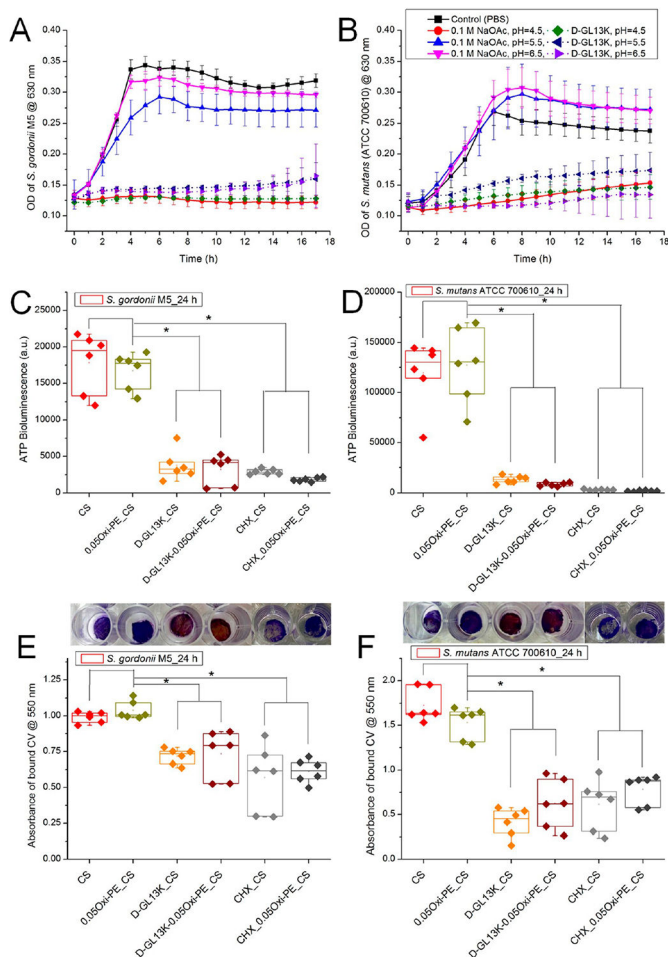 A
OD of S. gordonii M5 @ 630 nm
0.35
0.30
0.25
0.20
0.15
0.10
0 2 4 6 8 10 12 14 16 18
Time (h)
B
Control (PBS)
0.1 M NaOAc, pH=4.5, D-GL13K, pH=4.5
0.1 M NaOAc, pH=5.5, D-GL13K, pH=5.5
0.1 M NaOAc, pH=6.5, D-GL13K, pH=6.5
OD of S. mutans (ATCC 700610) @ 630 nm
0.35
0.30
0.25
0.20
0.15
0.10
0 2 4 6 8 10 12 14 16 18
Time (h)
C
S. gordonii M5_24 h
* *
ATP Bioluminescence (a.u.)
20000
15000
10000
5000
0
CS
0.05Oxi-PE_CS
D-GL13K_CS
D-GL13K-0.05Oxi-PE_CS
CHX_CS
CHX_0.05Oxi-PE_CS
D
S. mutans ATCC 700610_24 h
* *
ATP Bioluminescence (a.u.)
200000
150000
100000
50000
0
CS
0.05Oxi-PE_CS
D-GL13K_CS
D-GL13K-0.05Oxi-PE_CS
CHX_CS
CHX_0.05Oxi-PE_CS
E
S. gordonii M5_24 h
* *
Absorbance of bound CV @ 550 nm
1.25
1.00
0.75
0.50
0.25
0.00
CS
0.05Oxi-PE_CS
D-GL13K_CS
D-GL13K-0.05Oxi-PE_CS
CHX_CS
CHX_0.05Oxi-PE_CS
F
S. mutans ATCC 700610_24 h
* *
Absorbance of bound CV @ 550 nm
2.0
1.5
1.0
0.5
0.0
CS
0.05Oxi-PE_CS
D-GL13K_CS
D-GL13K-0.05Oxi-PE_CS
CHX_CS
CHX_0.05Oxi-PE_CS